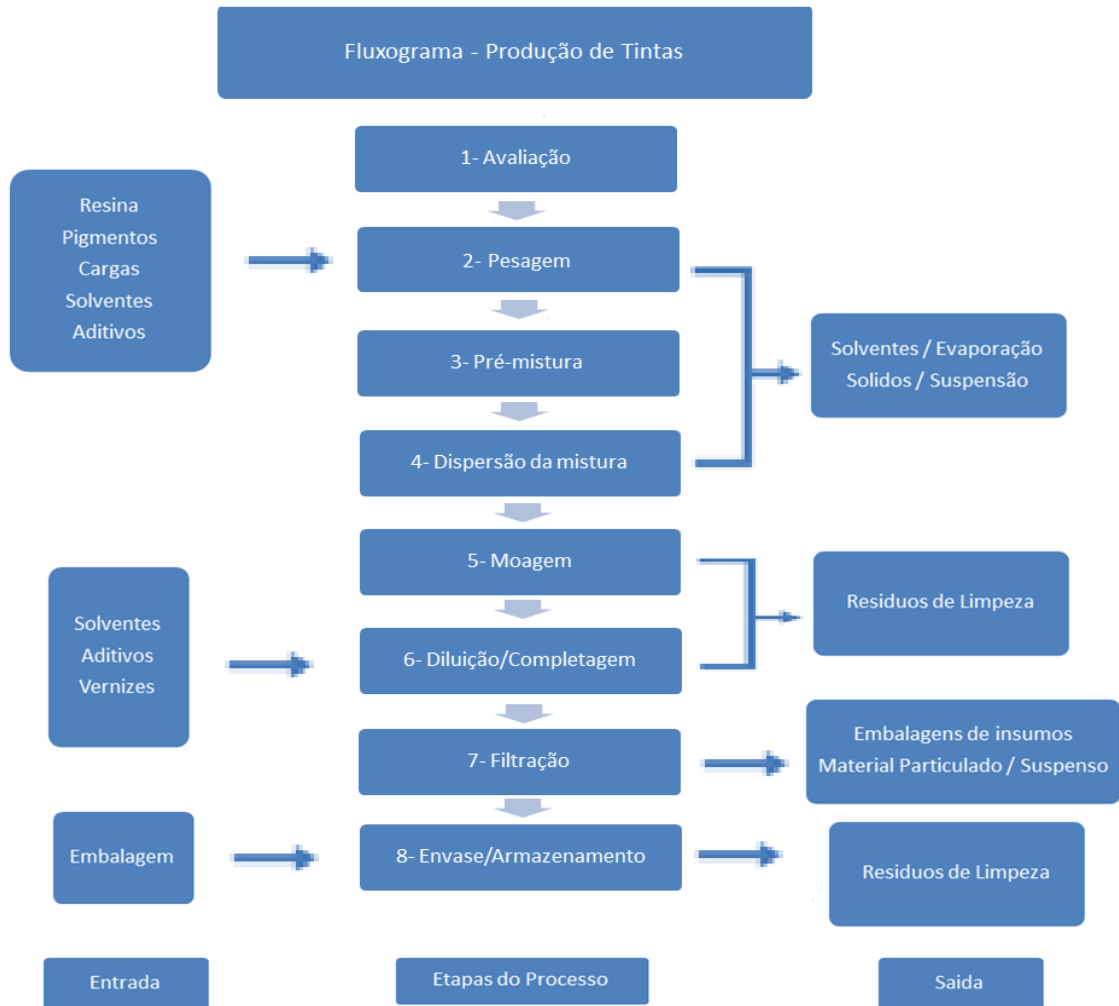 Fluxograma - Produção de Tintas
1- Avaliação
Resina
Pigmentos
Cargas
Solventes
Aditivos
2- Pesagem
3- Pré-mistura
Solventes / Evaporação
Solidos / Suspensão
4- Dispersão da mistura
5- Moagem
Residuos de Limpeza
Solventes
Aditivos
Vernizes
6- Diluição/Completagem
7- Filtração
Embalagens de insumos
Material Particulado / Suspenso
Embalagem
8- Envase/Armazenamento
Residuos de Limpeza
Entrada
Etapas do Processo
Saida